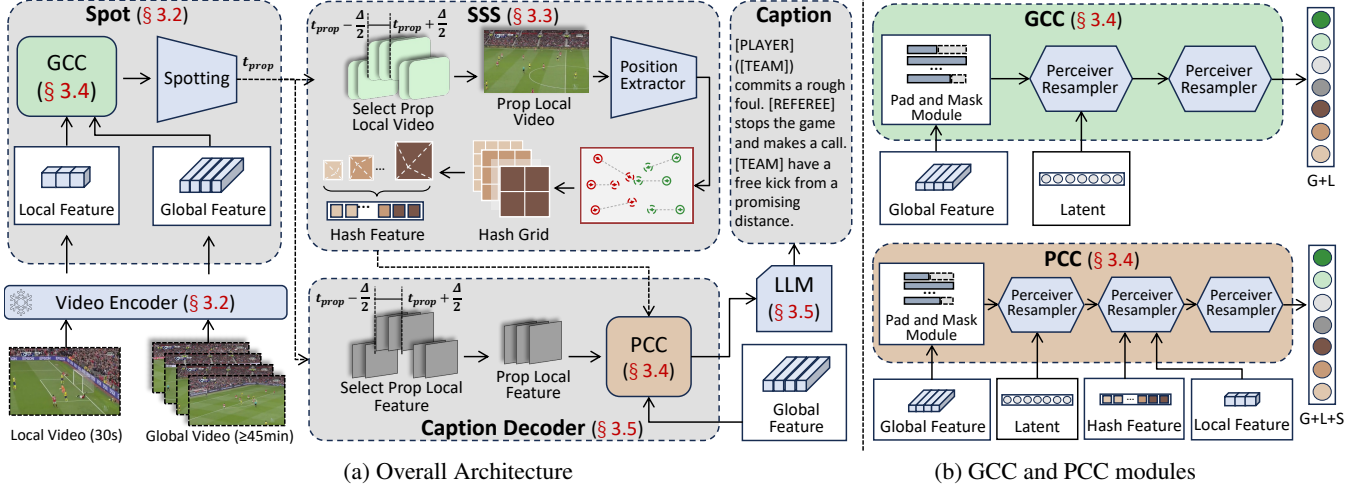 Spot (§ 3.2)
GCC
(§ 3.4)
Spotting
t_prop
Local Feature
Global Feature
Video Encoder (§ 3.2)
Local Video (30s)
Global Video (≥45min)
SSS (§ 3.3)
t_prop − Δ/2
t_prop + Δ/2
Select Prop
Local Video
Prop Local
Video
Position
Extractor
...
...
Hash Feature
Hash Grid
t_prop − Δ/2
t_prop + Δ/2
Select Prop Local
Feature
Prop Local
Feature
PCC
(§ 3.4)
Caption Decoder (§ 3.5)
Caption
[PLAYER]
([TEAM])
commits a rough
foul. [REFEREE]
stops the game
and makes a call.
[TEAM] have a
free kick from a
promising
distance.
LLM
(§ 3.5)
Global
Feature
(a) Overall Architecture
GCC (§ 3.4)
...
Pad and Mask
Module
Perceiver
Resampler
Perceiver
Resampler
Global Feature
Latent
G+L
PCC (§ 3.4)
...
Pad and Mask
Module
Perceiver
Resampler
Perceiver
Resampler
Perceiver
Resampler
Global Feature
Latent
...
Hash Feature
Local Feature
G+L+S
(b) GCC and PCC modules